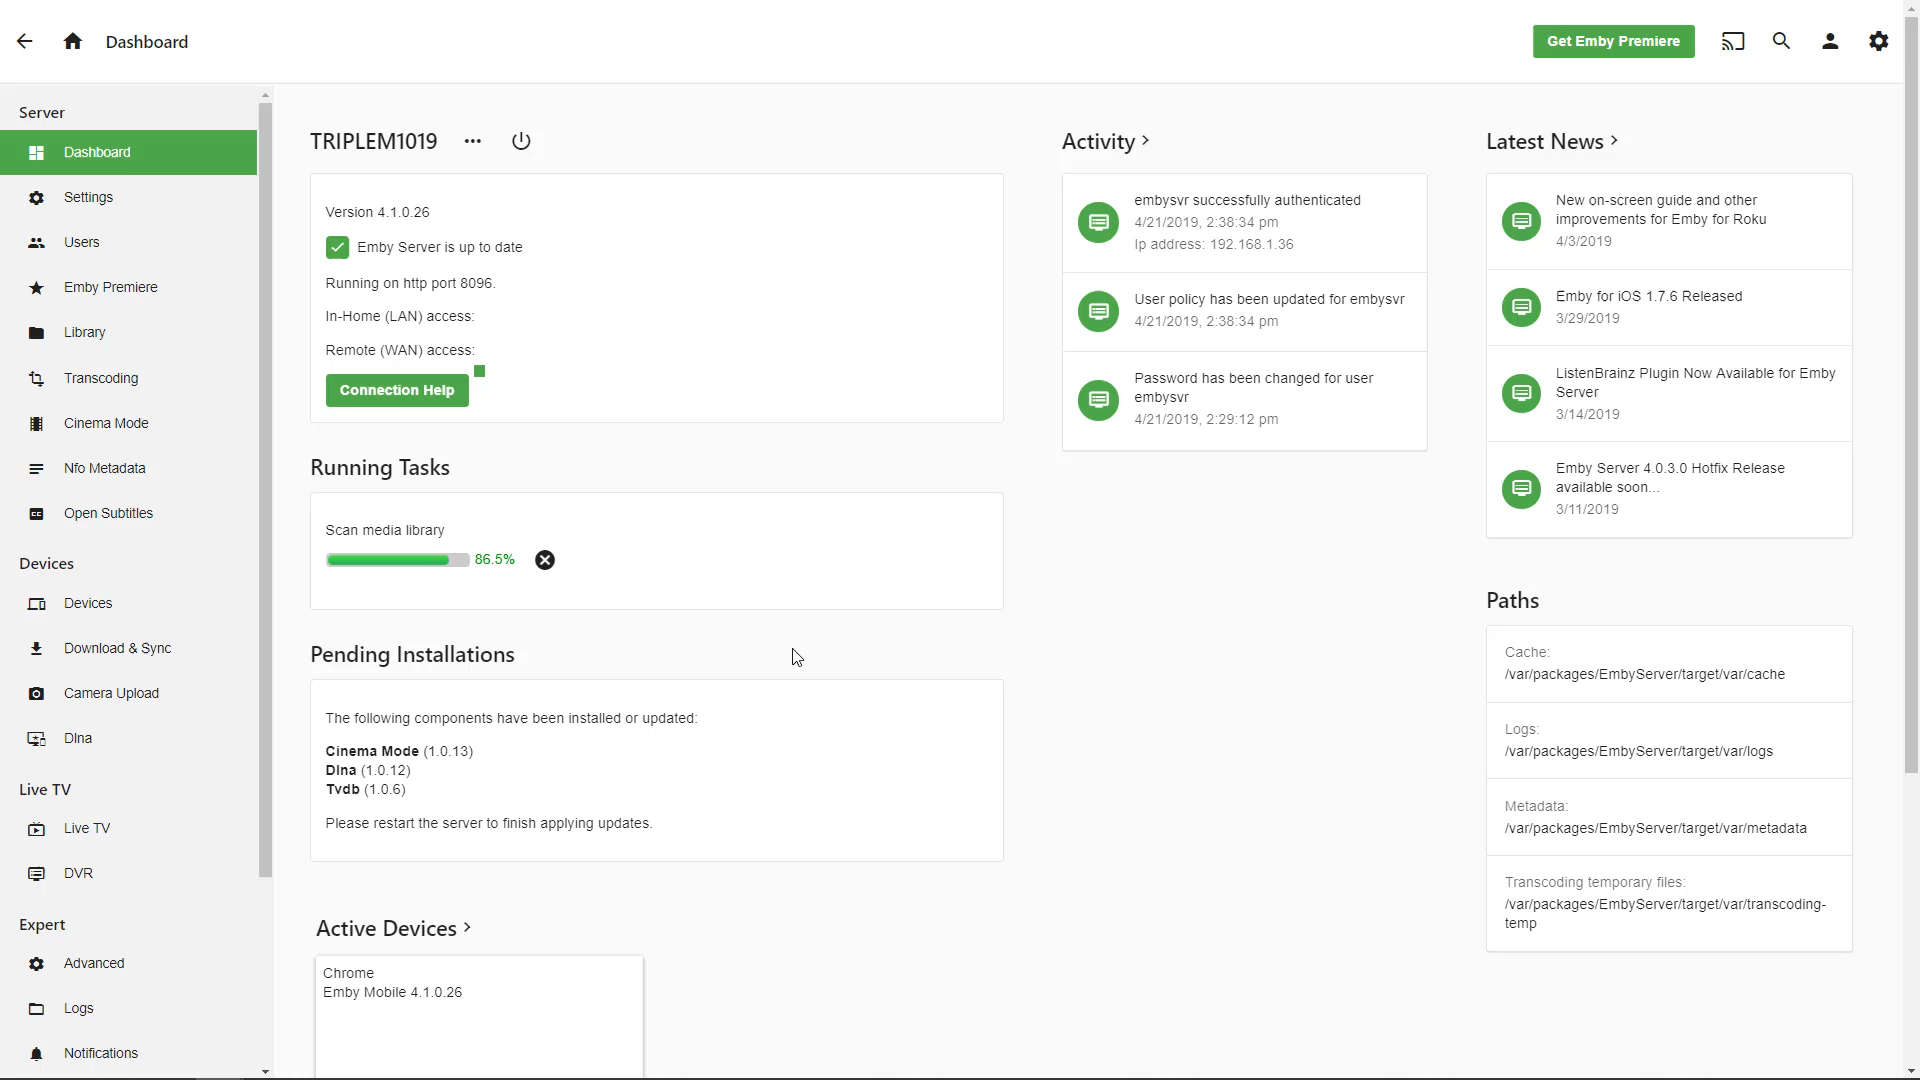 Dashboard
Get Emby Premiere
Server
Dashboard
Settings
Users
Emby Premiere
Library
Transcoding
Cinema Mode
Nfo Metadata
Open Subtitles
Devices
Devices
Download & Sync
Camera Upload
Dlna
Live TV
Live TV
DVR
Expert
Advanced
Logs
Notifications
TRIPLEM1019
Version 4.1.0.26
Emby Server is up to date
Running on http port 8096.
In-Home (LAN) access:
Remote (WAN) access:
Connection Help
Running Tasks
Scan media library
86.5%
Pending Installations
The following components have been installed or updated:
Cinema Mode (1.0.13)
Dlna (1.0.12)
Tvdb (1.0.6)
Please restart the server to finish applying updates.
Active Devices
Chrome
Emby Mobile 4.1.0.26
Activity
embysvr successfully authenticated
4/21/2019, 2:38:34 pm
Ip address: 192.168.1.36
User policy has been updated for embysvr
4/21/2019, 2:38:34 pm
Password has been changed for user
embysvr
4/21/2019, 2:29:12 pm
Latest News
New on-screen guide and other
improvements for Emby for Roku
4/3/2019
Emby for iOS 1.7.6 Released
3/29/2019
ListenBrainz Plugin Now Available for Emby
Server
3/14/2019
Emby Server 4.0.3.0 Hotfix Release
available soon...
3/11/2019
Paths
Cache:
/var/packages/EmbyServer/target/var/cache
Logs:
/var/packages/EmbyServer/target/var/logs
Metadata:
/var/packages/EmbyServer/target/var/metadata
Transcoding temporary files:
/var/packages/EmbyServer/target/var/transcoding-
temp